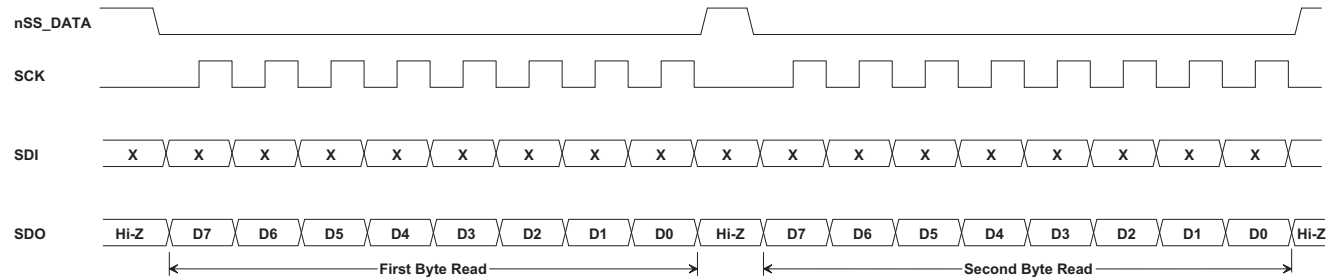 nSS_DATA
SCK
SDI X X X X X X X X X X X X X X X X X X
SDO Hi-Z D7 D6 D5 D4 D3 D2 D1 D0 Hi-Z D7 D6 D5 D4 D3 D2 D1 D0 Hi-Z
First Byte Read Second Byte Read